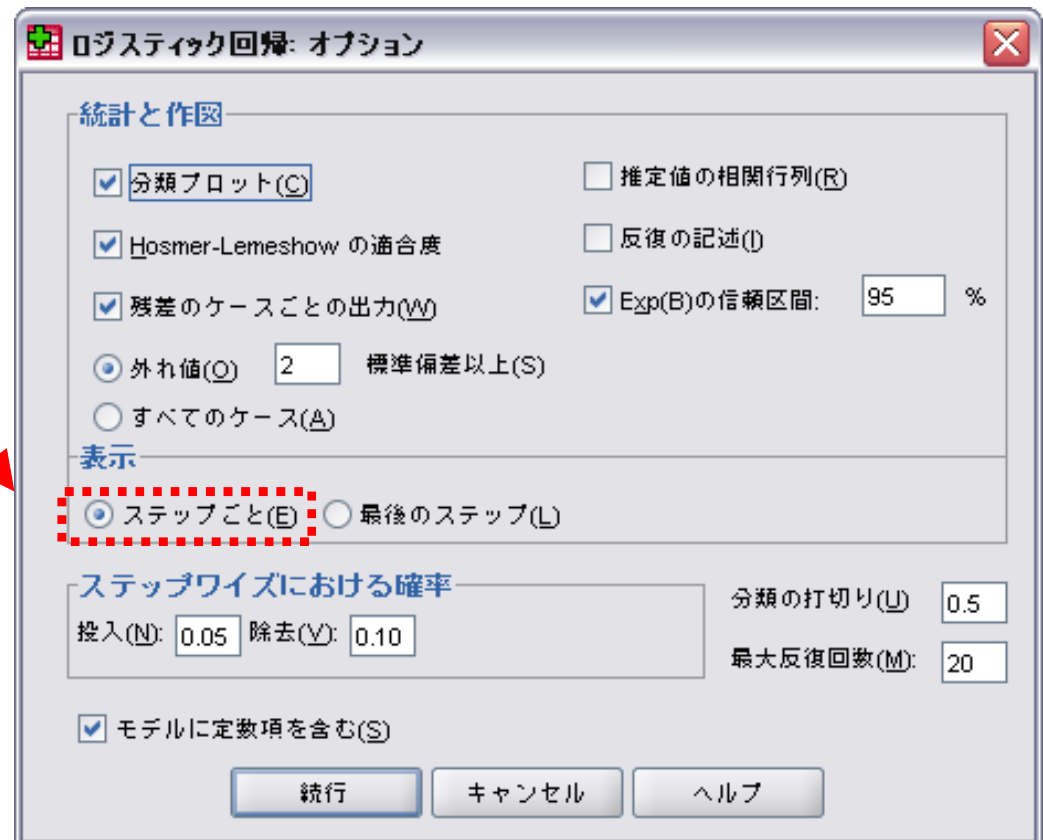 ロジスティック回帰: オプション
統計と作図
分類プロット(C)
推定値の相関行列(R)
Hosmer-Lemeshow の適合度
反復の記述(I)
残差のケースごとの出力(W)
Exp(B)の信頼区間: 95 %
外れ値(O) 2 標準偏差以上(S)
すべてのケース(A)
表示
ステップごと(E) 最後のステップ(L)
ステップワイズにおける確率
投入(N): 0.05 除去(V): 0.10
分類の打切り(U) 0.5
最大反復回数(M): 20
モデルに定数項を含む(S)
続行 キャンセル ヘルプ